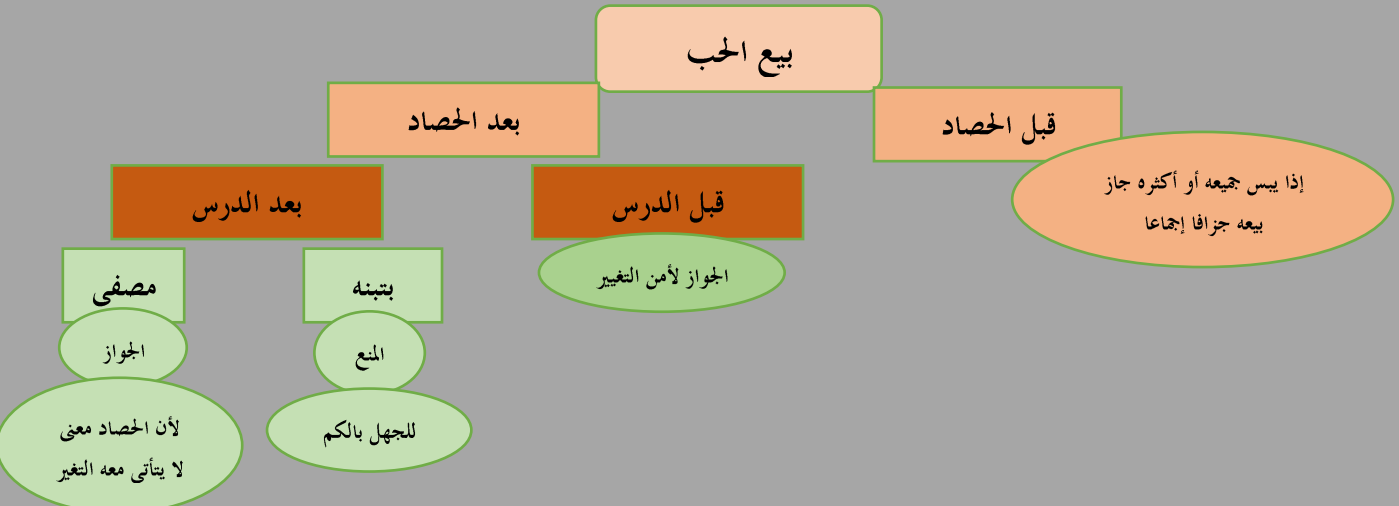 بيع الحب
قبل الحصاد
إذا يبس جميعه أو أكثره جاز
بيعه جزافا إجماعا
بعد الحصاد
قبل الدرس
الجواز لأمن التغيير
بعد الدرس
بتبنه
المنع
للجهل بالكم
مصفى
الجواز
لأن الحصاد معنى
لا يتأتى معه التغير